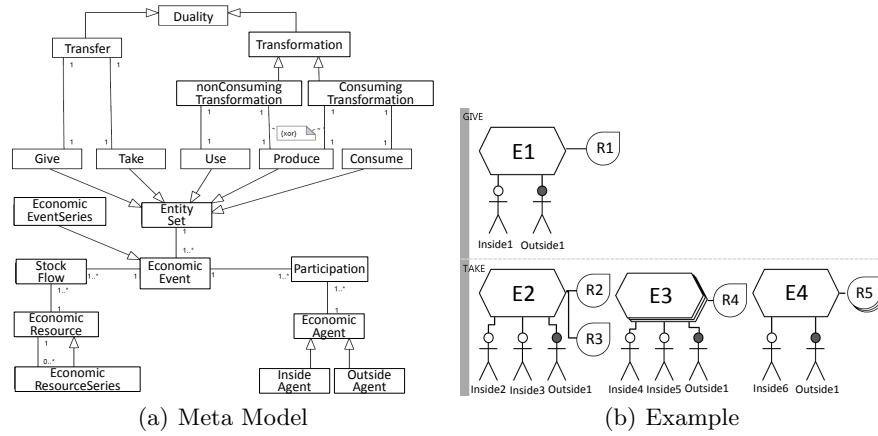 Duality
Transfer
Transformation
1
1
nonConsuming
Transformation
Consuming
Transformation
1
1
1
1
(xor)
1
1
1
1
1
1
Give
Take
Use
Produce
Consume
Economic
EventSeries
Entity
Set
1
1..*
Stock
Flow
1..*
1
Economic
Event
1
1..*
Participation
1..*
1
Economic
Resource
1..*
1
Economic
Agent
1
0..*
Economic
ResourceSeries
Inside
Agent
Outside
Agent
(a) Meta Model
GIVE
E1
R1
Inside1
Outside1
TAKE
E2
R2
R3
E3
R4
E4
R5
Inside2
Inside3
Outside1
Inside4
Inside5
Outside1
Inside6
Outside1
(b) Example